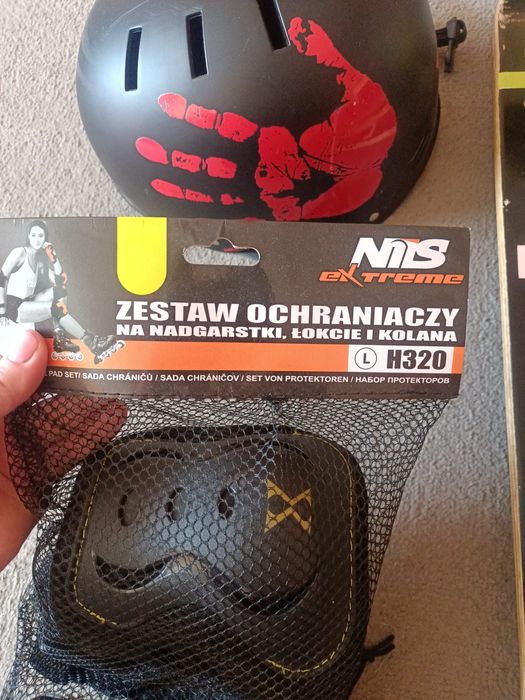 NILS
extreme
ZESTAW OCHRANIACZY
NA NADGARSTKI, ŁOKCIE I KOLANA
L H320
PAD SET/ SADA CHRÁNIČŮ / SADA CHRÁNIČOV / SET VON PROTEKTOREN / НАБОР ПРОТЕКТОРОВ